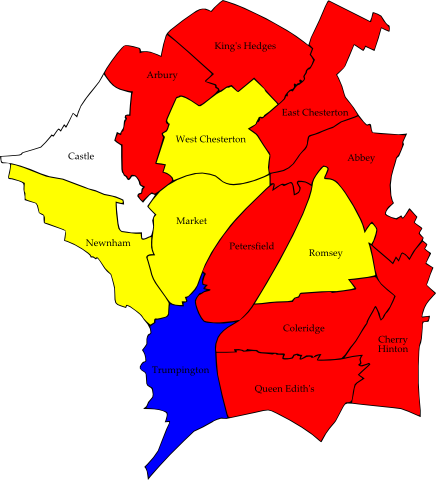 King's Hedges
Arbury
East Chesterton
West Chesterton
Castle
Abbey
Market
Newnham
Petersfield
Romsey
Coleridge
Cherry
Hinton
Trumpington
Queen Edith's